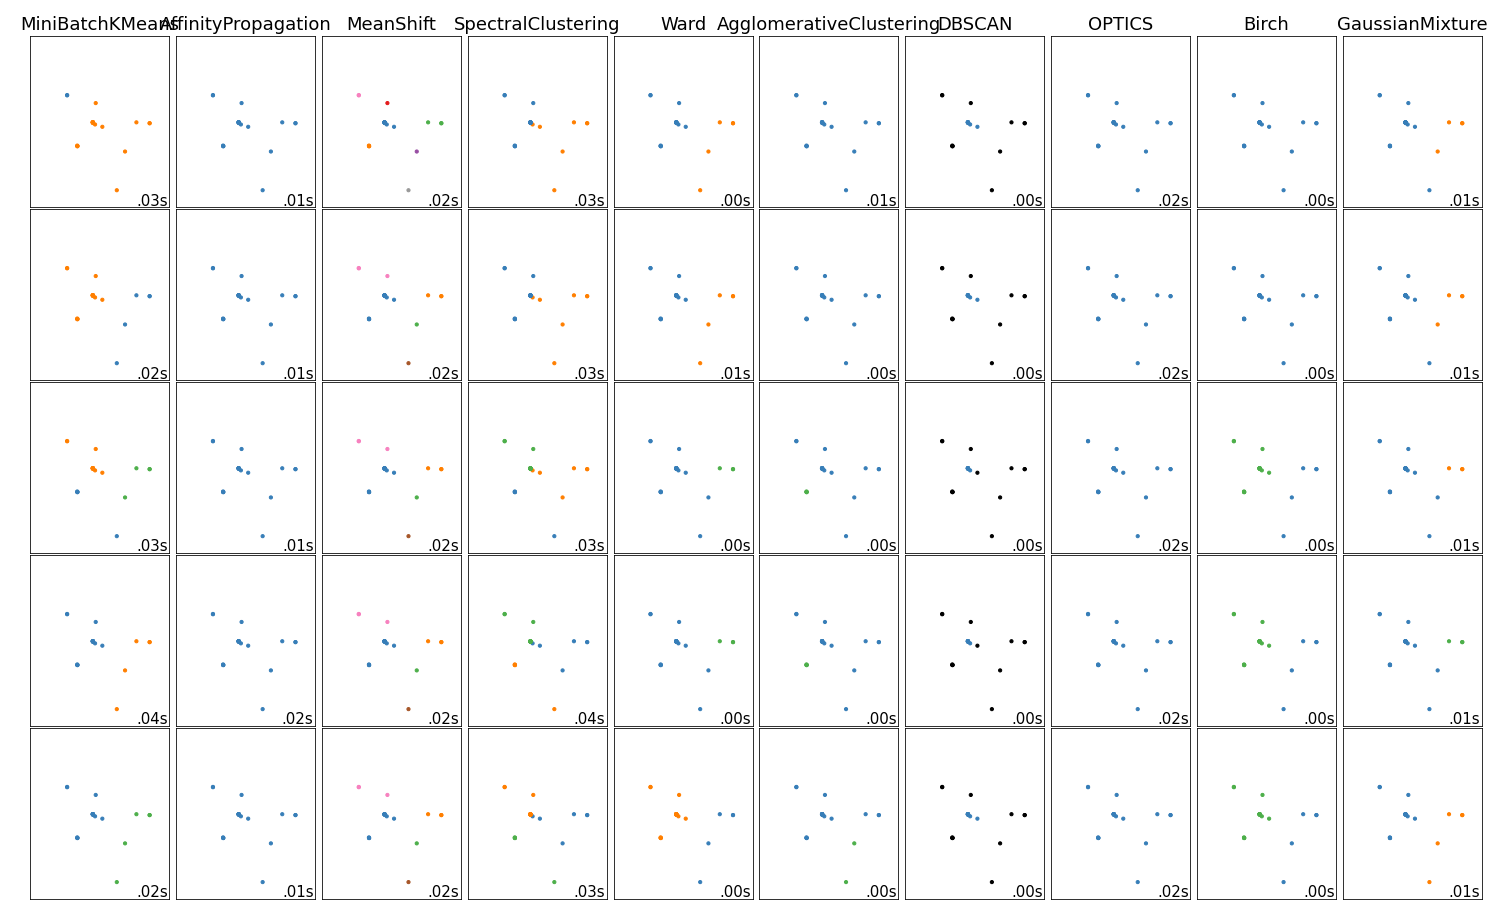 MiniBatchKMeans AffinityPropagation MeanShift SpectralClustering Ward AgglomerativeClustering DBSCAN OPTICS Birch GaussianMixture
.03s .01s .02s .03s .00s .01s .00s .02s .00s .01s
.02s .01s .02s .03s .01s .00s .00s .02s .00s .01s
.03s .01s .02s .03s .00s .00s .00s .02s .00s .01s
.04s .02s .02s .04s .00s .00s .00s .02s .00s .01s
.02s .01s .02s .03s .00s .00s .00s .02s .00s .01s